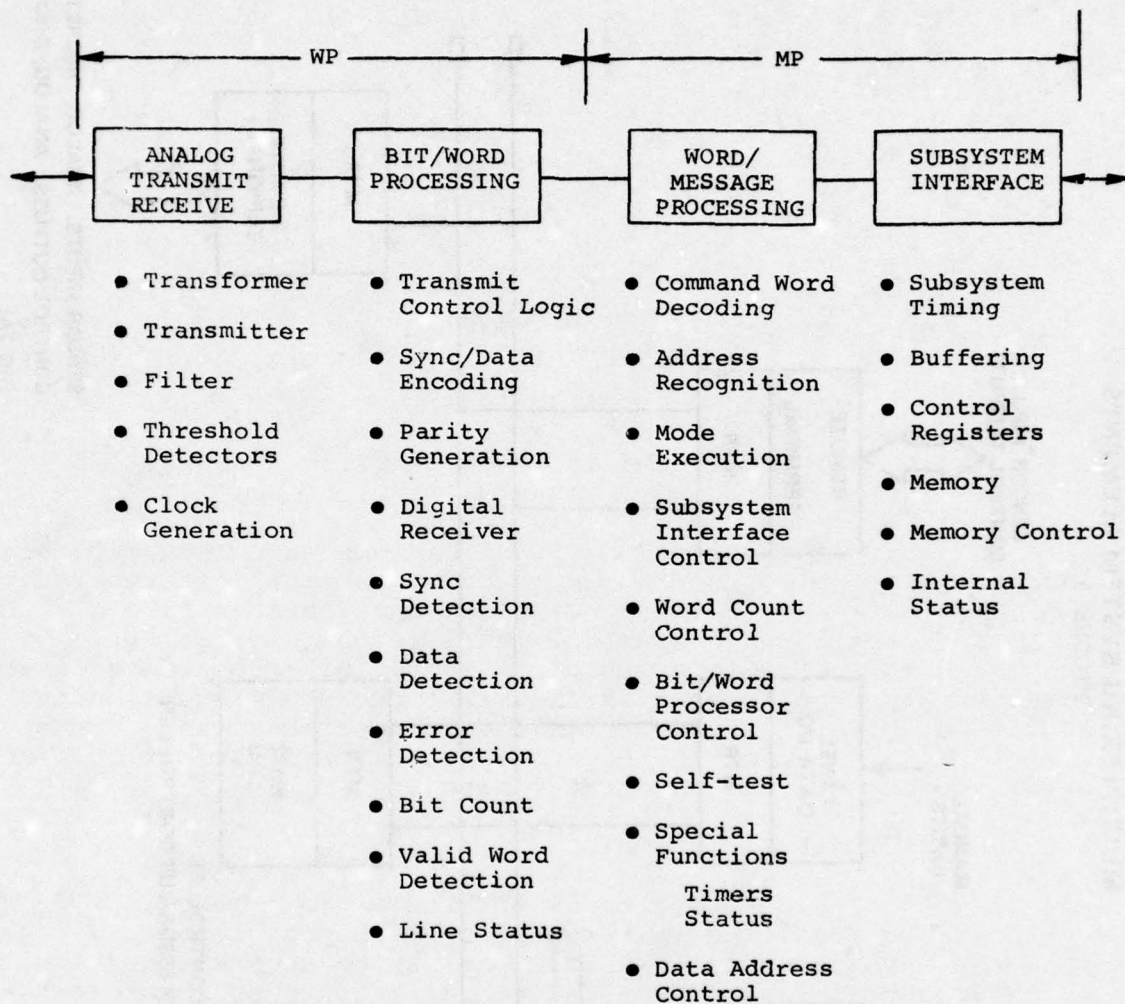 WP
MP
ANALOG
TRANSMIT
RECEIVE
BIT/WORD
PROCESSING
WORD/
MESSAGE
PROCESSING
SUBSYSTEM
INTERFACE
● Transformer
● Transmitter
● Filter
● Threshold
Detectors
● Clock
Generation
● Transmit
Control Logic
● Sync/Data
Encoding
● Parity
Generation
● Digital
Receiver
● Sync
Detection
● Data
Detection
● Error
Detection
● Bit Count
● Valid Word
Detection
● Line Status
● Command Word
Decoding
● Address
Recognition
● Mode
Execution
● Subsystem
Interface
Control
● Word Count
Control
● Bit/Word
Processor
Control
● Self-test
● Special
Functions
Timers
Status
● Data Address
Control
● Subsystem
Timing
● Buffering
● Control
Registers
● Memory
● Memory Control
● Internal
Status